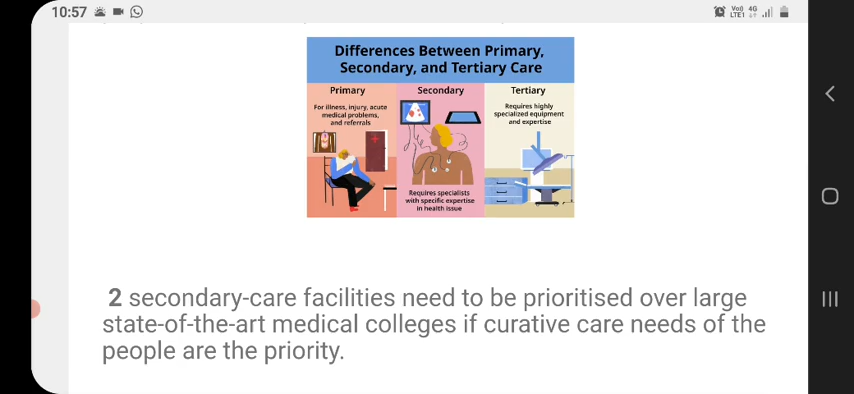 10:57
Vo) 4G
LTE1
Differences Between Primary,
Secondary, and Tertiary Care
Primary
For illness, injury, acute
medical problems,
and referrals
Secondary
Requires specialists
with specific expertise
in health issue
Tertiary
Requires highly
specialized equipment
and expertise
2 secondary-care facilities need to be prioritised over large
state-of-the-art medical colleges if curative care needs of the
people are the priority.